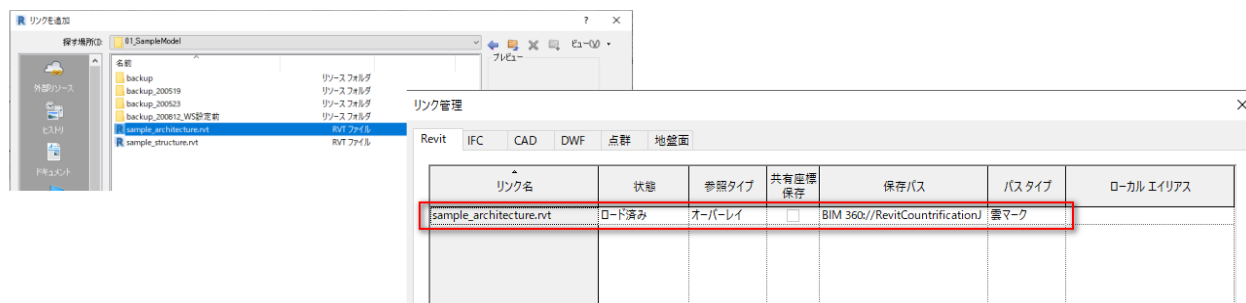 リンクを追加
探す場所(I):
01_SampleModel
ビュー(V)
プレビュー
名前
backup リソース フォルダ
backup_200519 リソース フォルダ
backup_200523 リソース フォルダ
backup_200812_WS設定前 リソース フォルダ
sample_architecture.rvt RVT ファイル
sample_structure.rvt RVT ファイル
外部リソース
ヒストリ
ドキュメント
リンク管理
Revit IFC CAD DWF 点群 地盤面
リンク名 状態 参照タイプ 共有座標 保存パス パス タイプ ローカル エイリアス
保存
sample_architecture.rvt ロード済み オーバーレイ BIM 360://RevitCountrificationJ 雲マーク